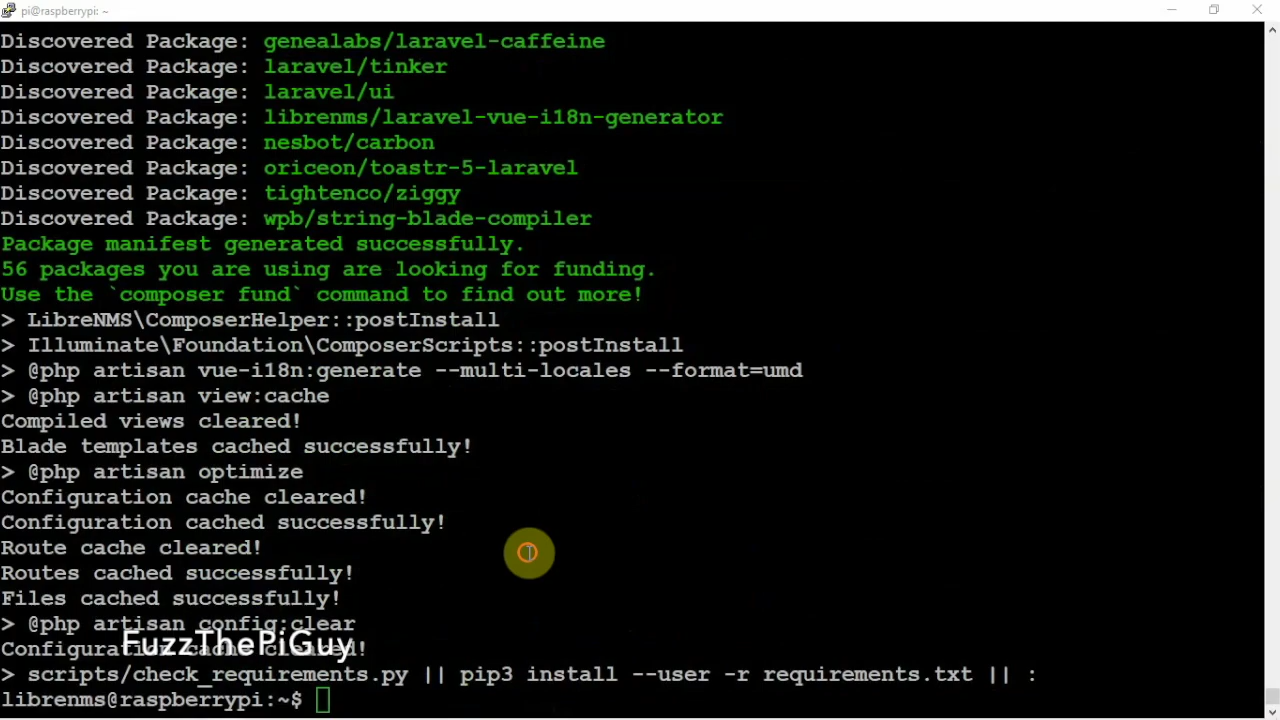 pi@raspberrypi: ~
Discovered Package: genealabs/laravel-caffeine
Discovered Package: laravel/tinker
Discovered Package: laravel/ui
Discovered Package: librenms/laravel-vue-i18n-generator
Discovered Package: nesbot/carbon
Discovered Package: oriceon/toastr-5-laravel
Discovered Package: tightenco/ziggy
Discovered Package: wpb/string-blade-compiler
Package manifest generated successfully.
56 packages you are using are looking for funding.
Use the `composer fund` command to find out more!
> LibreNMS\ComposerHelper::postInstall
> Illuminate\Foundation\ComposerScripts::postInstall
> @php artisan vue-i18n:generate --multi-locales --format=umd
> @php artisan view:cache
Compiled views cleared!
Blade templates cached successfully!
> @php artisan optimize
Configuration cache cleared!
Configuration cached successfully!
Route cache cleared!
Routes cached successfully!
Files cached successfully!
> @php artisan config:clear
FuzzThePiGuy
Configuration cache cleared!
> scripts/check_requirements.py || pip3 install --user -r requirements.txt || :
librenms@raspberrypi:~$